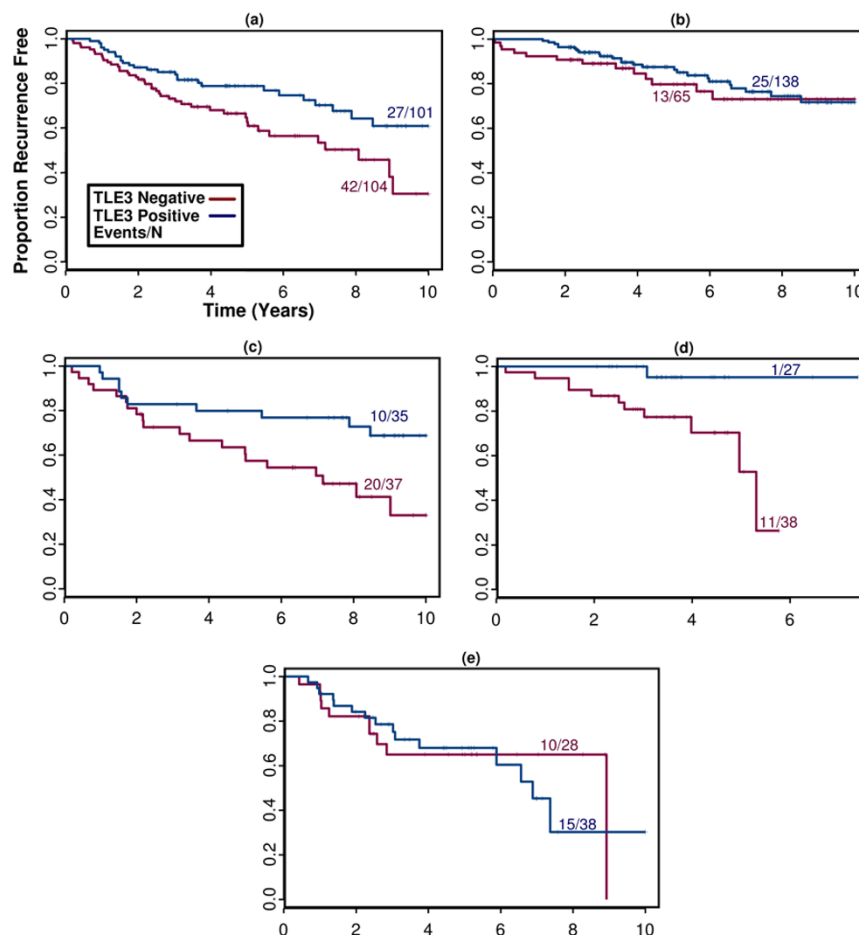 (a)
(b)
Proportion Recurrence Free
1.0
0.8
0.6
0.4
0.2
0.0
27/101
42/104
TLE3 Negative
TLE3 Positive
Events/N
0 2 4 6 8 10
Time (Years)
1.0
0.8
0.6
0.4
0.2
0.0
25/138
13/65
0 2 4 6 8 10
(c)
(d)
1.0
0.8
0.6
0.4
0.2
0.0
10/35
20/37
0 2 4 6 8 10
1.0
0.8
0.6
0.4
0.2
0.0
1/27
11/38
0 2 4 6
(e)
1.0
0.8
0.6
0.4
0.2
0.0
10/28
15/38
0 2 4 6 8 10